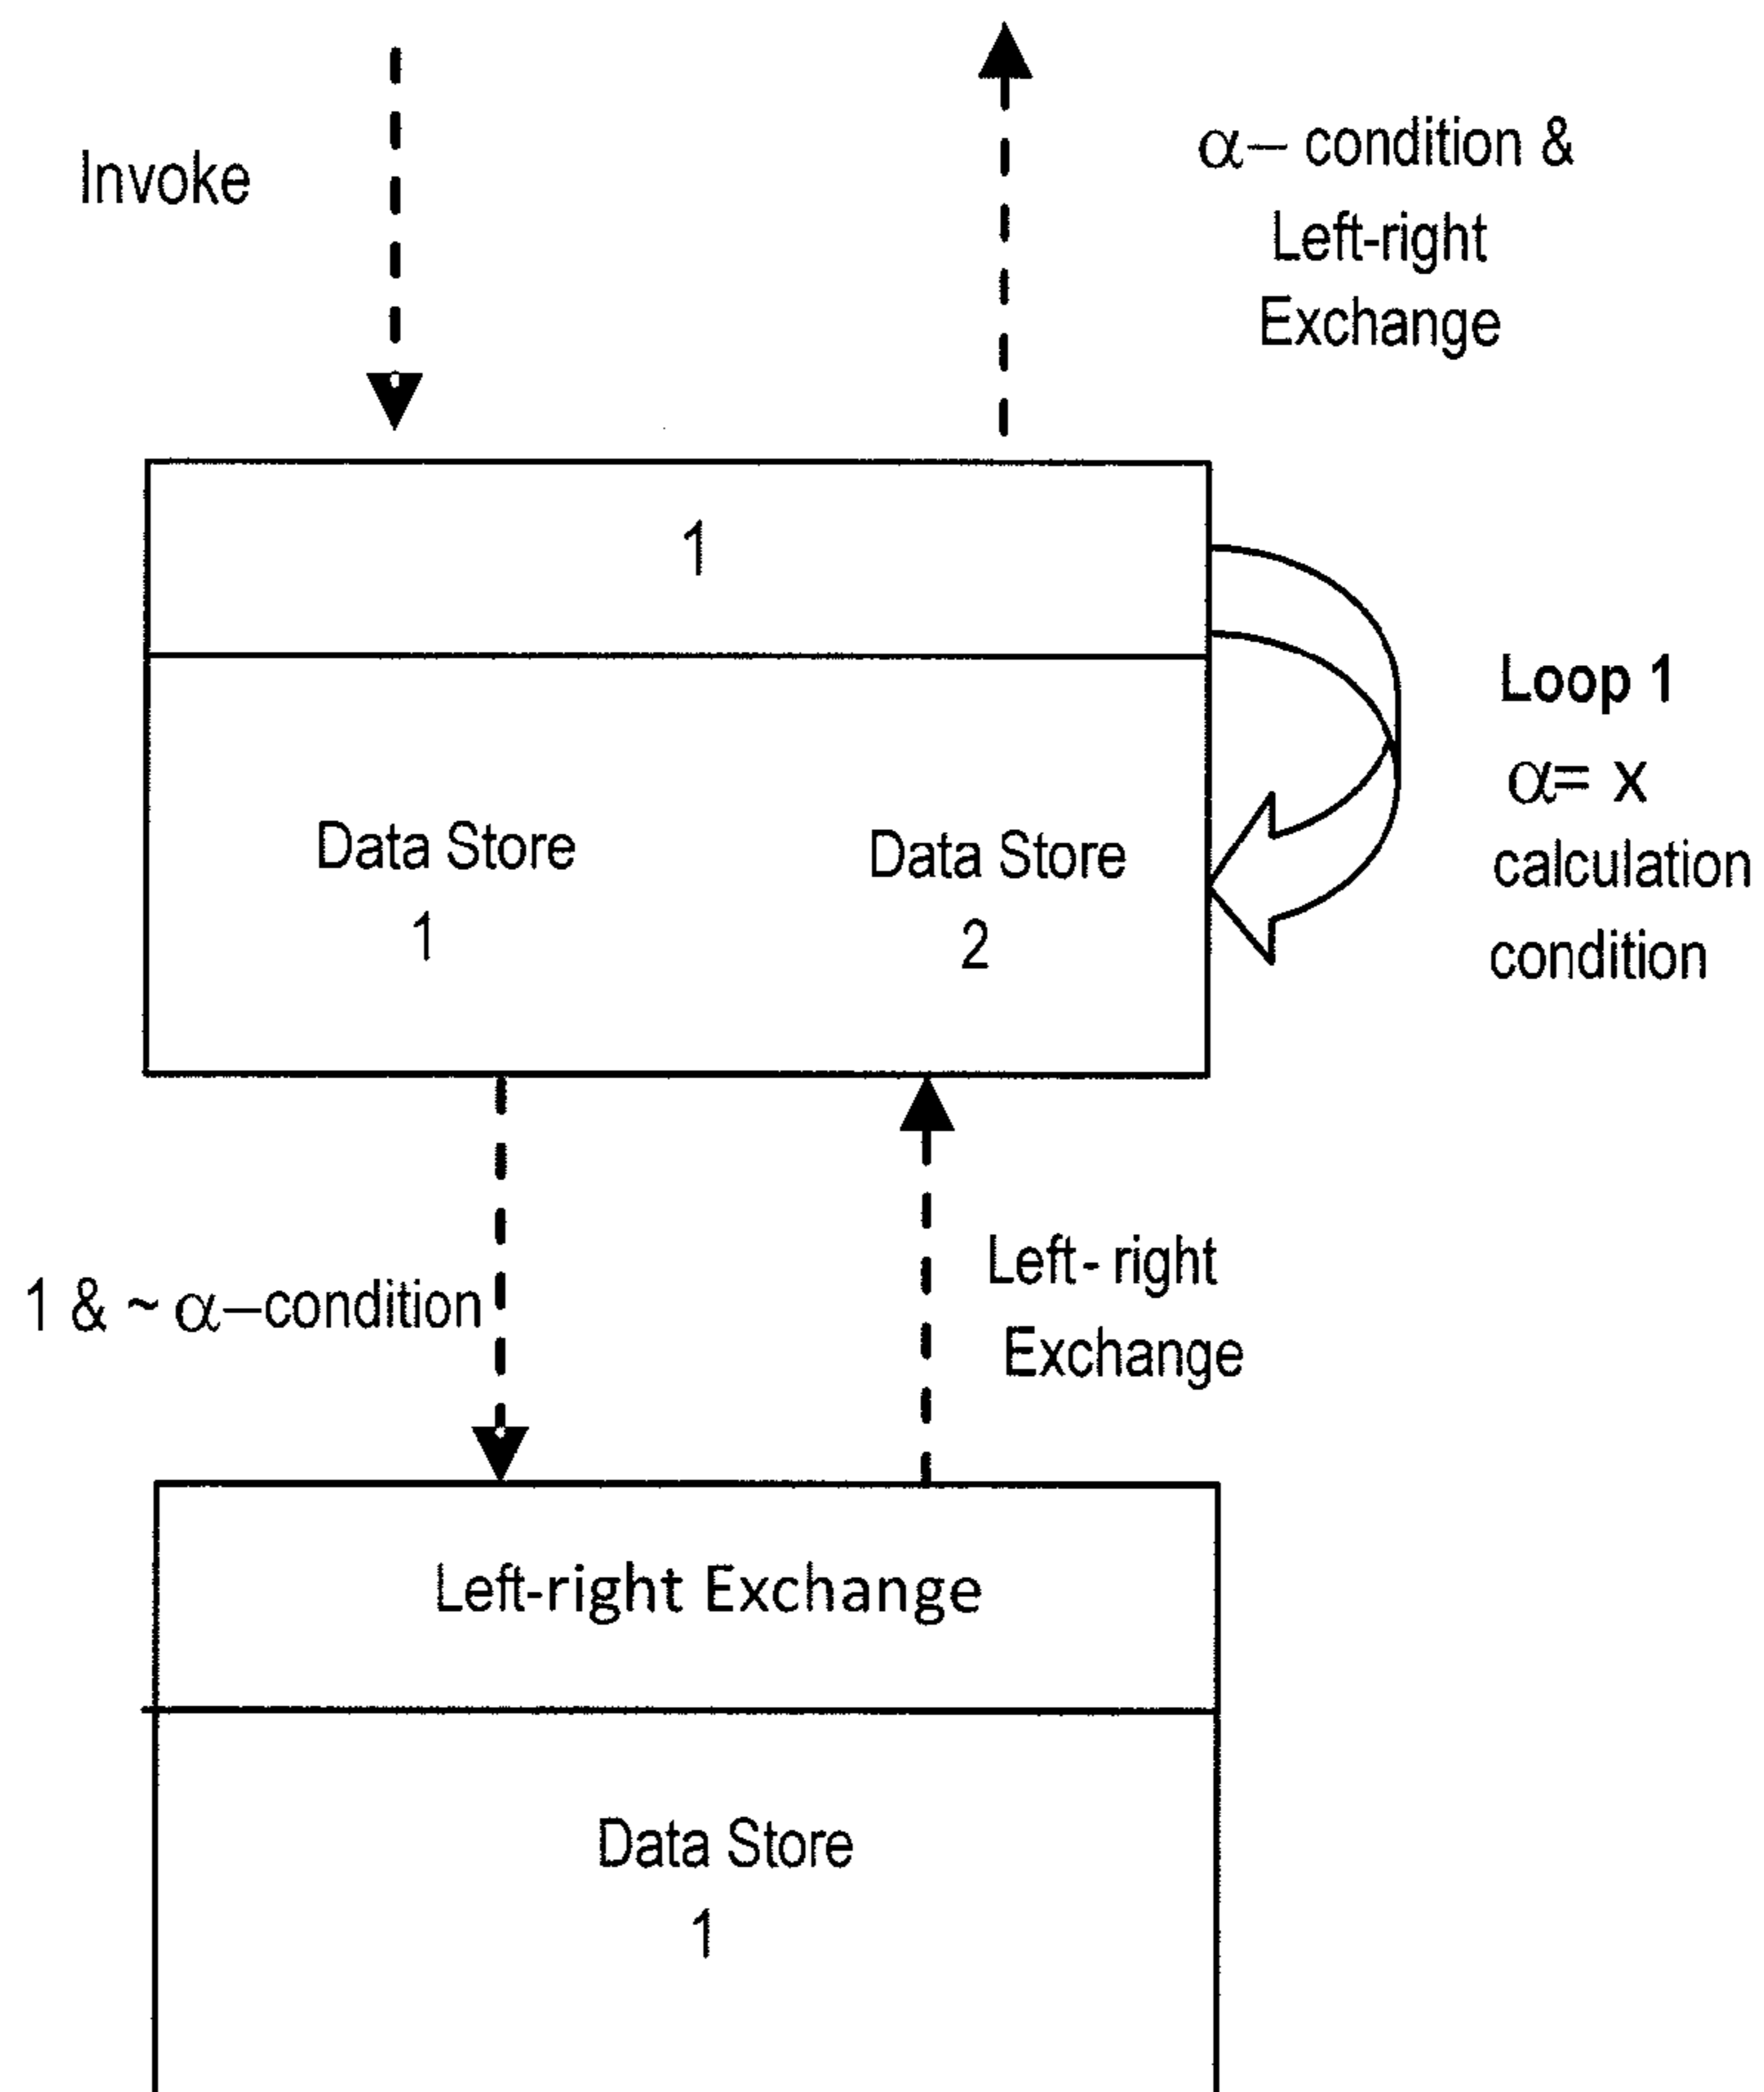 Invoke
α– condition &
Left-right
Exchange
1
Loop 1
α= x
calculation
condition
Data Store
1
Data Store
2
1 & ~ α–condition
Left- right
Exchange
Left-right Exchange
Data Store
1